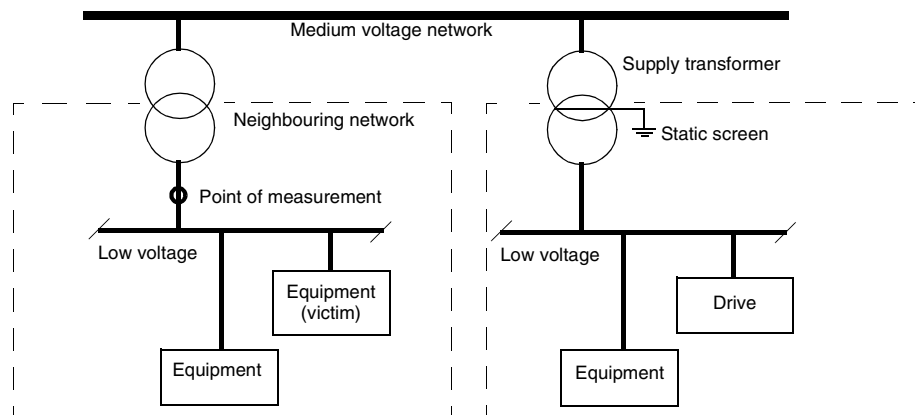 Medium voltage network
Supply transformer
Neighbouring network
Static screen
Point of measurement
Low voltage
Low voltage
Equipment
(victim)
Drive
Equipment
Equipment